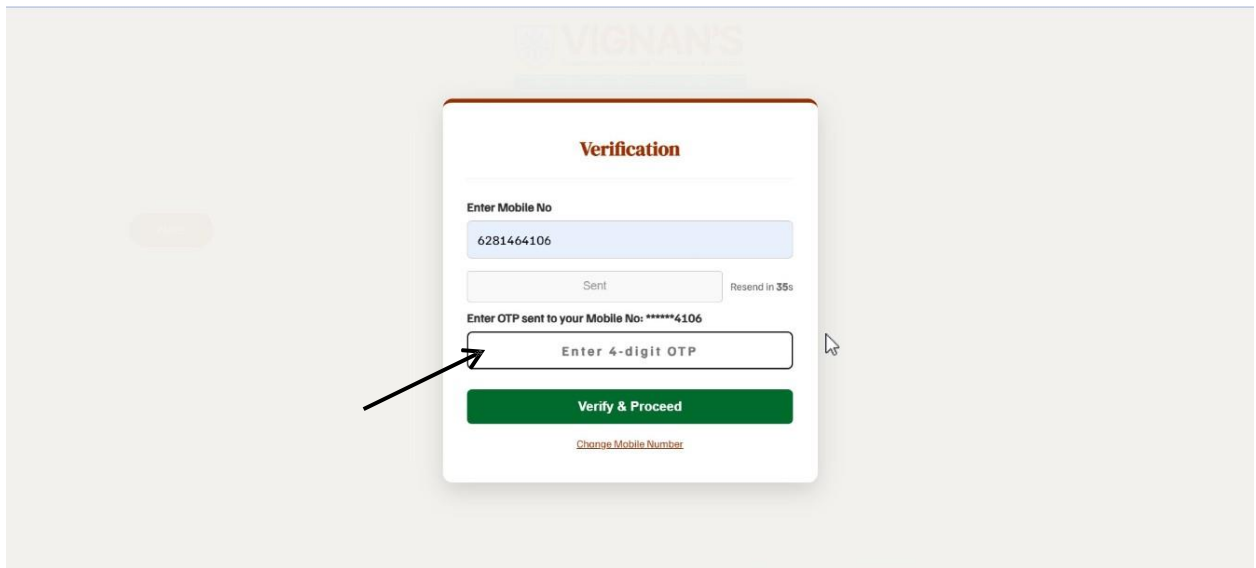 VIGNAN'S
Verification
Enter Mobile No
6281464106
Sent
Resend in 35s
Enter OTP sent to your Mobile No: ******4106
Enter 4-digit OTP
Verify & Proceed
Change Mobile Number